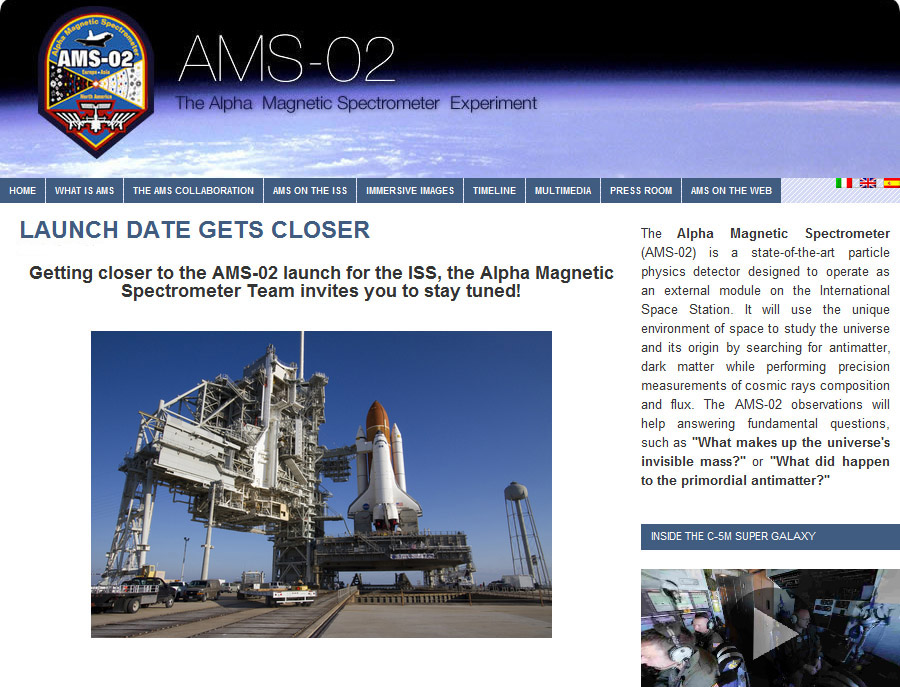 Alpha Magnetic Spectrometer
AMS-02
Europe • Asia
North America
AMS-02
The Alpha Magnetic Spectrometer Experiment
HOME
WHAT IS AMS
THE AMS COLLABORATION
AMS ON THE ISS
IMMERSIVE IMAGES
TIMELINE
MULTIMEDIA
PRESS ROOM
AMS ON THE WEB
LAUNCH DATE GETS CLOSER
Getting closer to the AMS-02 launch for the ISS, the Alpha Magnetic
Spectrometer Team invites you to stay tuned!
The Alpha Magnetic Spectrometer
(AMS-02) is a state-of-the-art particle
physics detector designed to operate as
an external module on the International
Space Station. It will use the unique
environment of space to study the universe
and its origin by searching for antimatter,
dark matter while performing precision
measurements of cosmic rays composition
and flux. The AMS-02 observations will
help answering fundamental questions,
such as "What makes up the universe's
invisible mass?" or "What did happen
to the primordial antimatter?"
INSIDE THE C-5M SUPER GALAXY